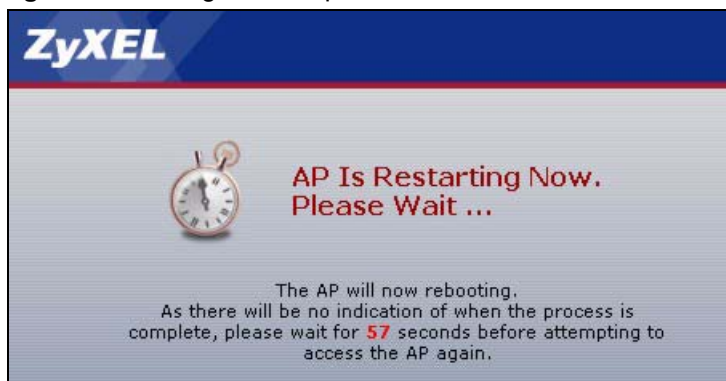 ZyXEL
AP Is Restarting Now.
Please Wait ...
The AP will now rebooting.
As there will be no indication of when the process is
complete, please wait for 57 seconds before attempting to
access the AP again.